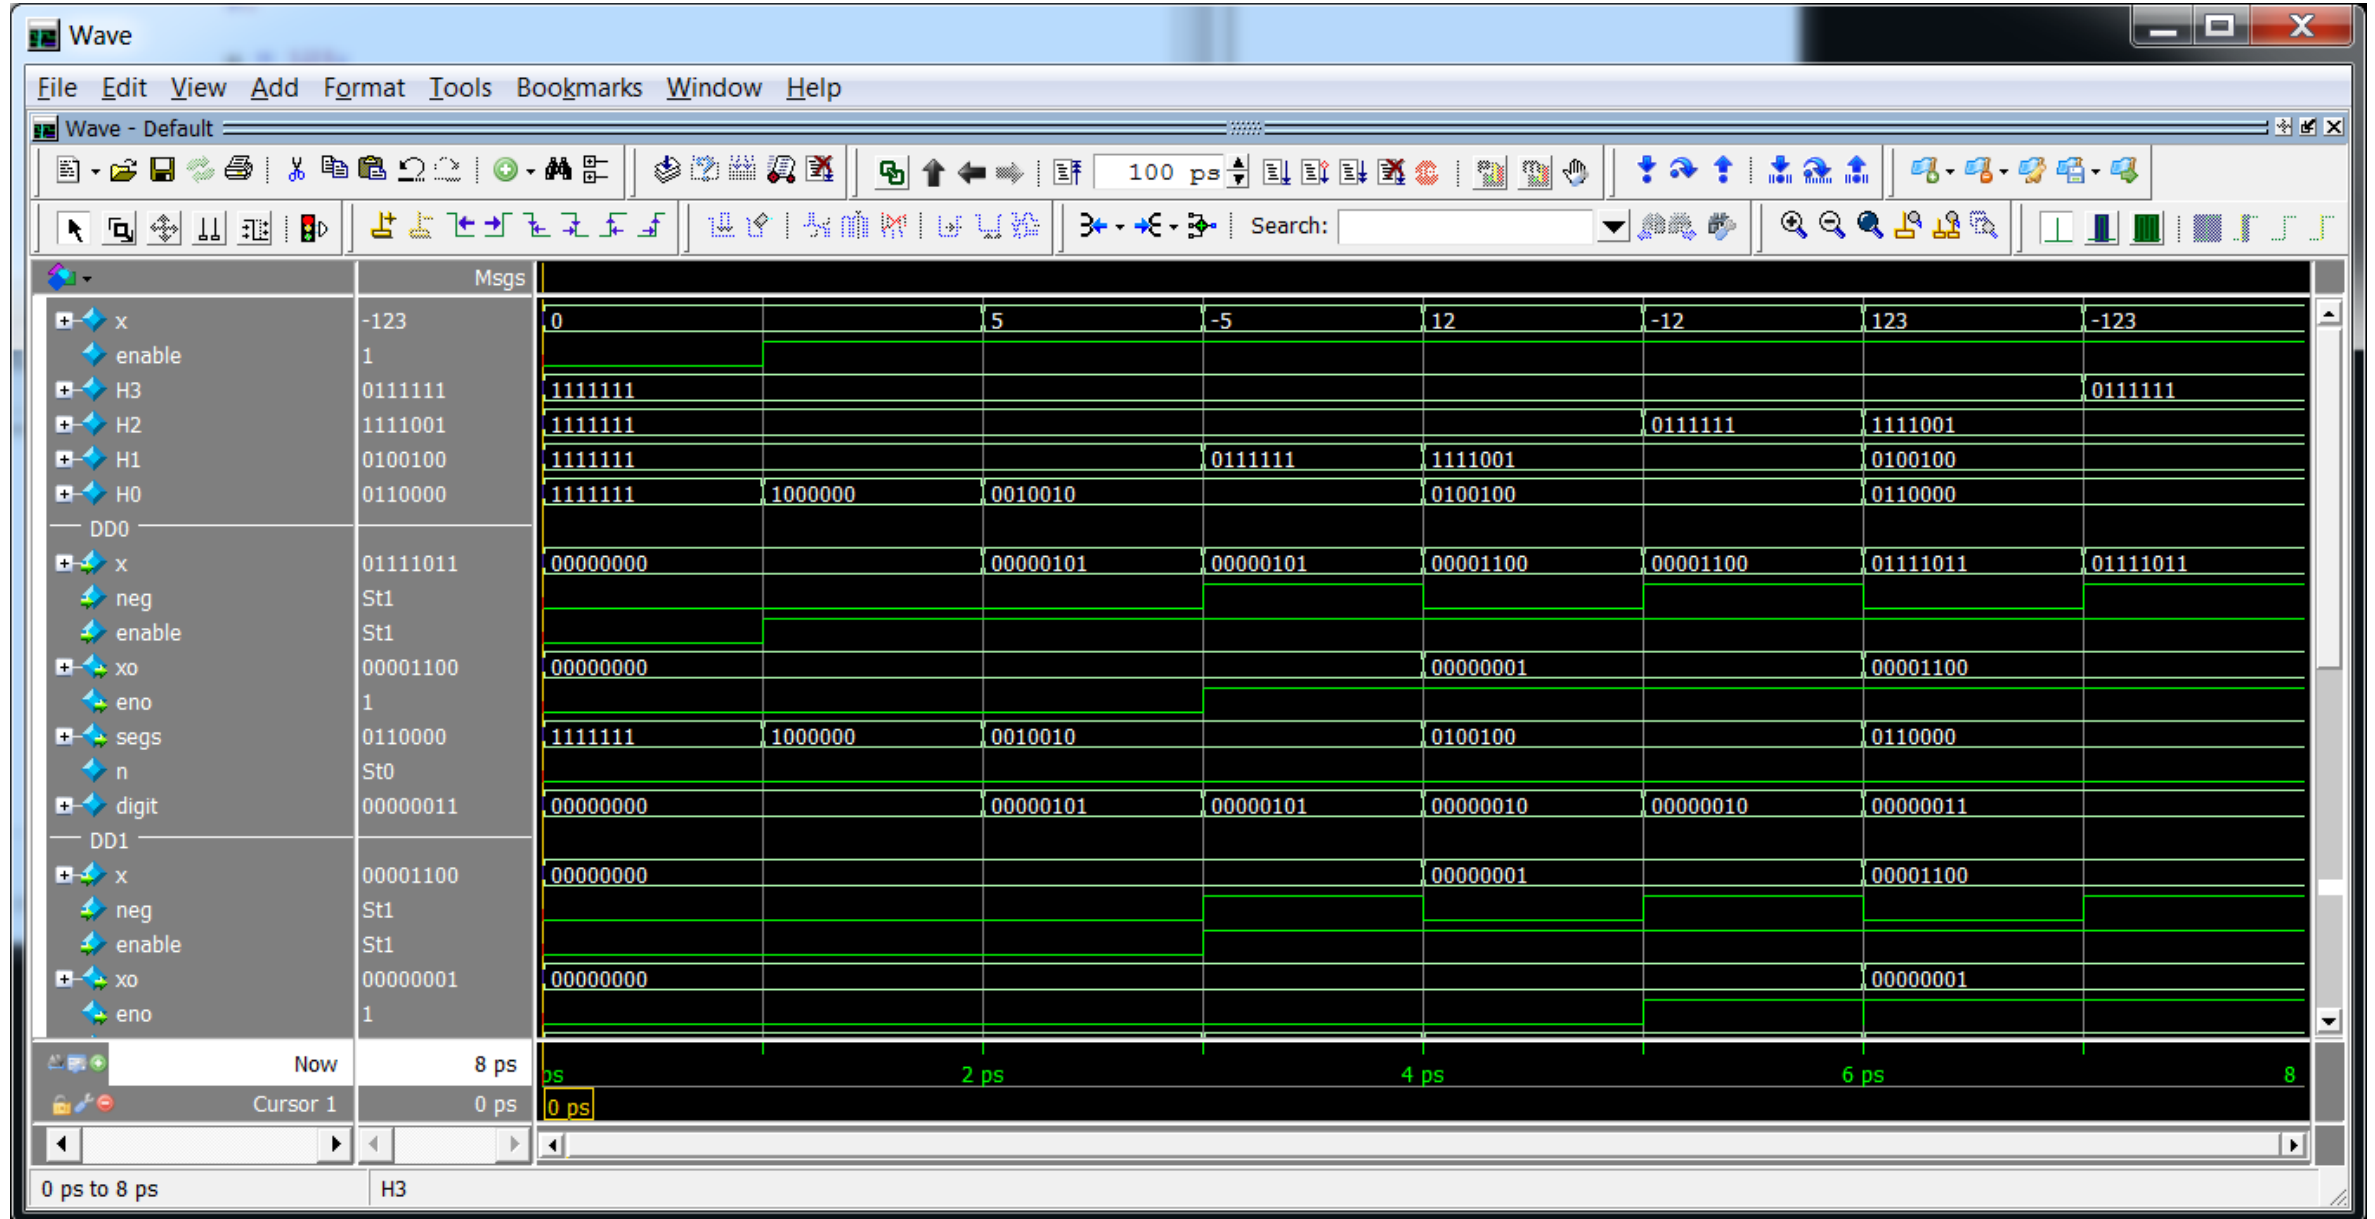 Wave
File Edit View Add Format Tools Bookmarks Window Help
Wave - Default
100 ps
Search:
Msgs
x -123 0 5 -5 12 -12 123 -123
enable 1
H3 0111111 1111111 0111111
H2 1111001 1111111 0111111 1111001
H1 0100100 1111111 0111111 1111001 0100100
H0 0110000 1111111 1000000 0010010 0100100 0110000
DD0
x 01111011 00000000 00000101 00000101 00001100 00001100 01111011 01111011
neg St1
enable St1
xo 00001100 00000000 00000001 00001100
eno 1
segs 0110000 1111111 1000000 0010010 0100100 0110000
n St0
digit 00000011 00000000 00000101 00000101 00000010 00000010 00000011
DD1
x 00001100 00000000 00000001 00001100
neg St1
enable St1
xo 00000001 00000000 00000001
eno 1
Now 8 ps ps 2 ps 4 ps 6 ps 8
Cursor 1 0 ps 0 ps
0 ps to 8 ps H3